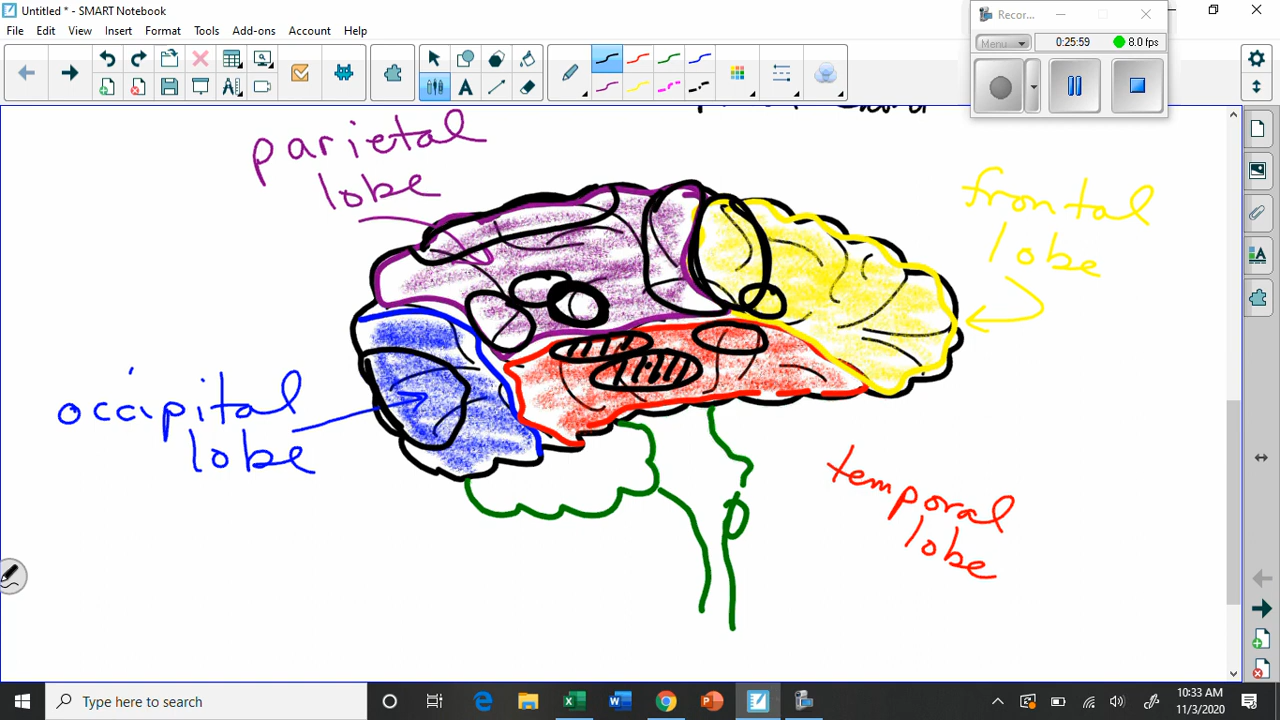 Untitled * - SMART Notebook
File Edit View Insert Format Tools Add-ons Account Help
Recor...
Menu
0:25:59
8.0 fps
parietal
lobe
frontal
lobe
occipital
lobe
temporal
lobe
Type here to search
10:33 AM
11/3/2020